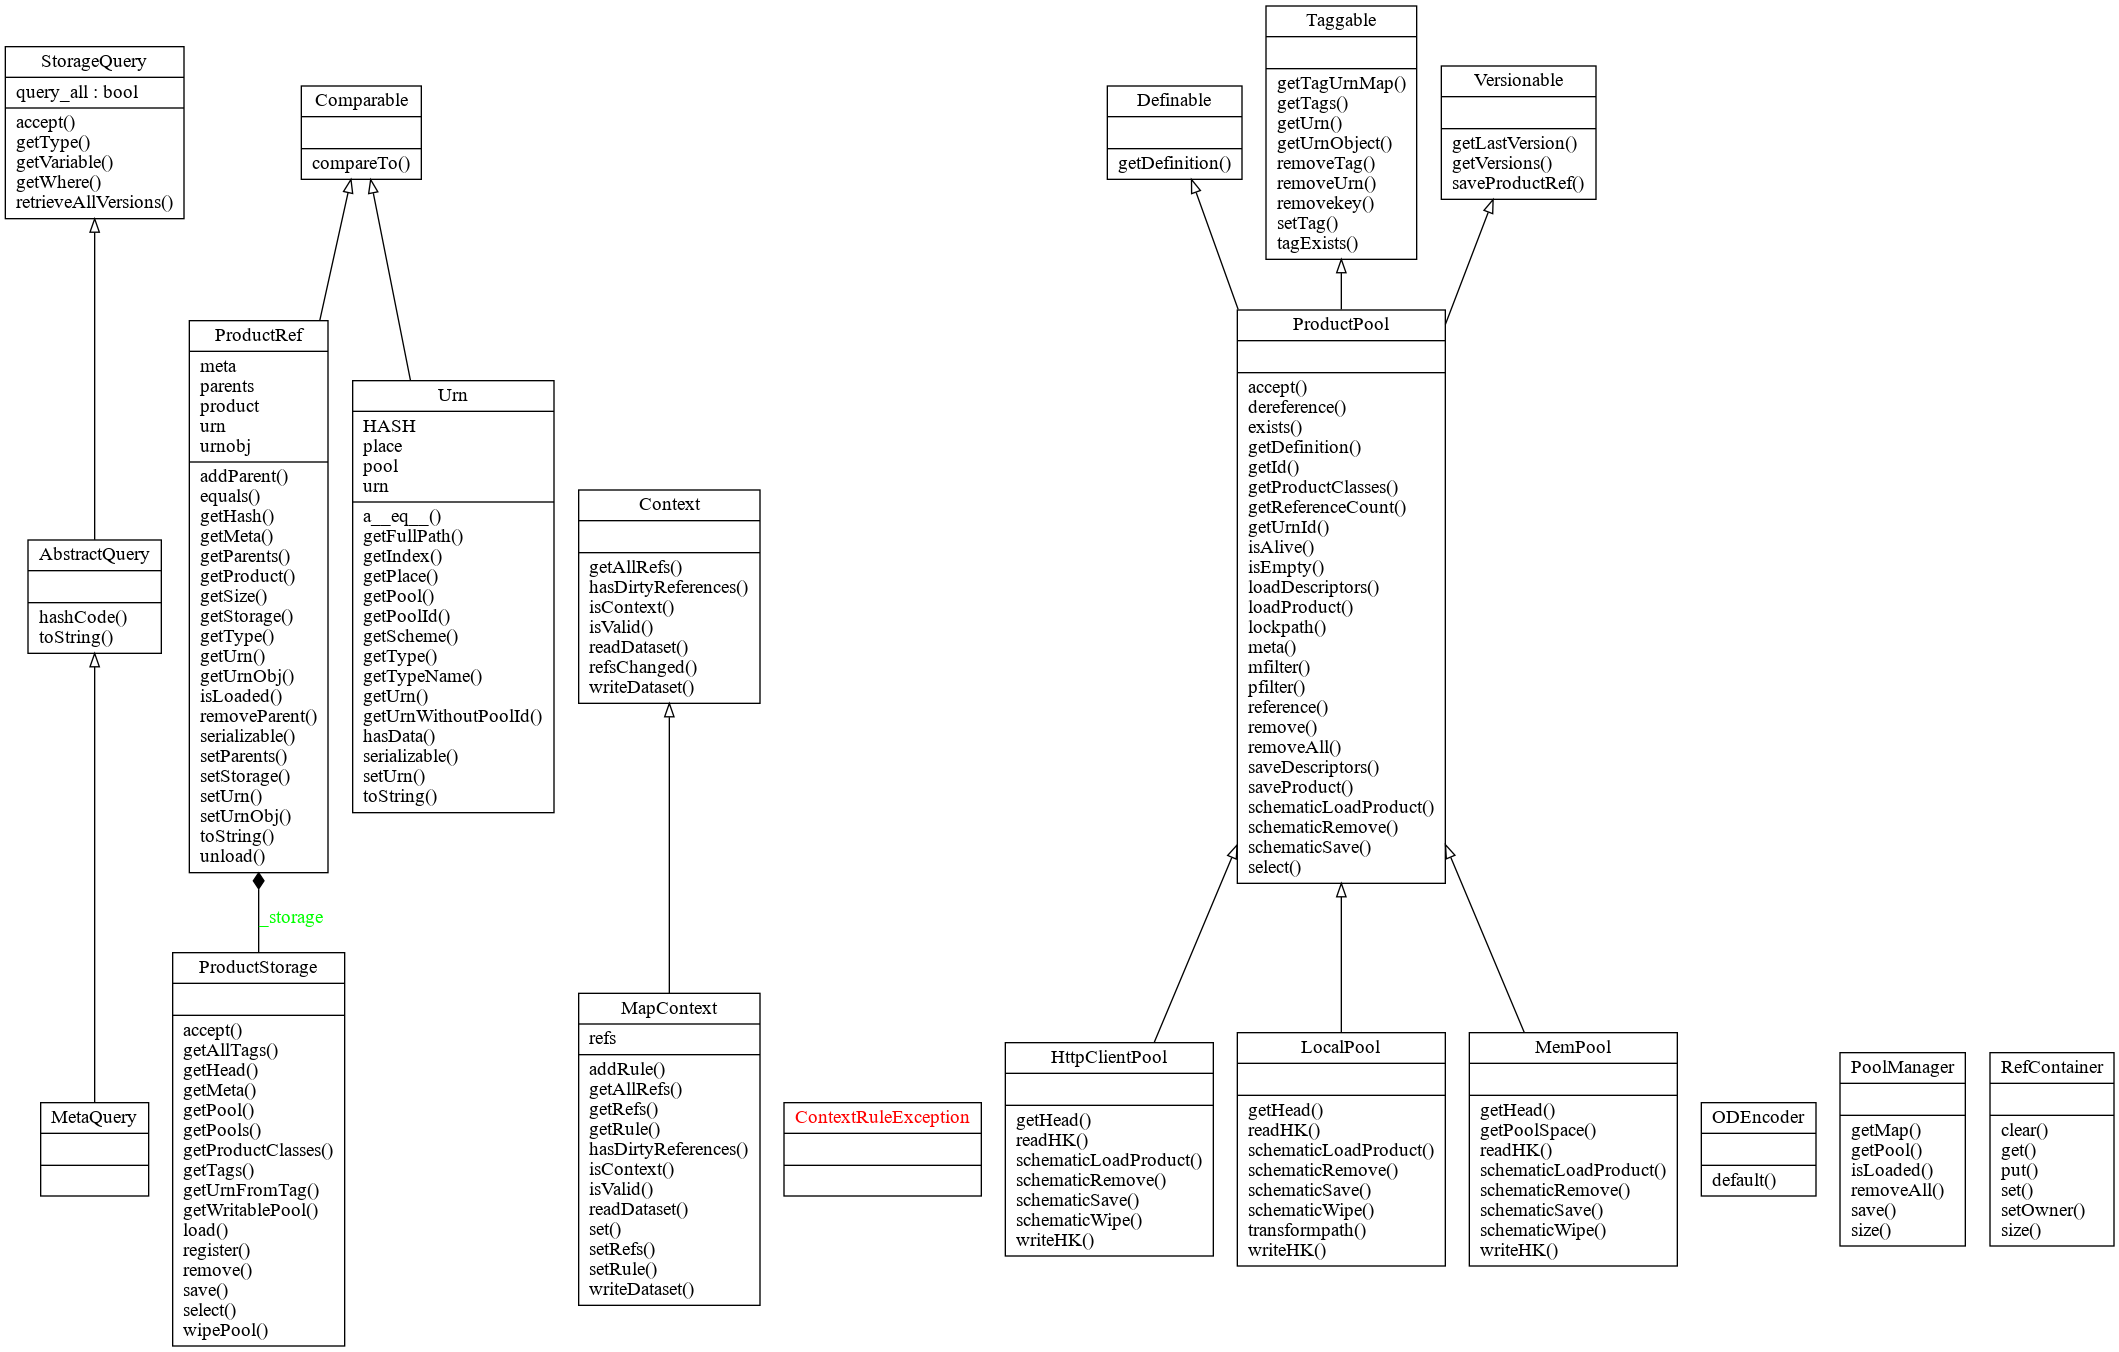 StorageQuery
query_all : bool
accept()
getType()
getVariable()
getWhere()
retrieveAllVersions()
Comparable
compareTo()
Definable
getDefinition()
Taggable
getTagUrnMap()
getTags()
getUrn()
getUrnObject()
removeTag()
removeUrn()
removekey()
setTag()
tagExists()
Versionable
getLastVersion()
getVersions()
saveProductRef()
ProductRef
meta
parents
product
urn
urnobj
addParent()
equals()
getHash()
getMeta()
getParents()
getProduct()
getSize()
getStorage()
getType()
getUrn()
getUrnObj()
isLoaded()
removeParent()
serializable()
setParents()
setStorage()
setUrn()
setUrnObj()
toString()
unload()
Urn
HASH
place
pool
urn
a__eq__()
getFullPath()
getIndex()
getPlace()
getPool()
getPoolId()
getScheme()
getType()
getTypeName()
getUrn()
getUrnWithoutPoolId()
hasData()
serializable()
setUrn()
toString()
Context
getAllRefs()
hasDirtyReferences()
isContext()
isValid()
readDataset()
refsChanged()
writeDataset()
ProductPool
accept()
dereference()
exists()
getDefinition()
getId()
getProductClasses()
getReferenceCount()
getUrnId()
isAlive()
isEmpty()
loadDescriptors()
loadProduct()
lockpath()
meta()
mfilter()
pfilter()
reference()
remove()
removeAll()
saveDescriptors()
saveProduct()
schematicLoadProduct()
schematicRemove()
schematicSave()
select()
AbstractQuery
hashCode()
toString()
_storage
MetaQuery
ProductStorage
accept()
getAllTags()
getHead()
getMeta()
getPool()
getPools()
getProductClasses()
getTags()
getUrnFromTag()
getWritablePool()
load()
register()
remove()
save()
select()
wipePool()
MapContext
refs
addRule()
getAllRefs()
getRefs()
getRule()
hasDirtyReferences()
isContext()
isValid()
readDataset()
set()
setRefs()
setRule()
writeDataset()
ContextRuleException
HttpClientPool
getHead()
readHK()
schematicLoadProduct()
schematicRemove()
schematicSave()
schematicWipe()
writeHK()
LocalPool
getHead()
readHK()
schematicLoadProduct()
schematicRemove()
schematicSave()
schematicWipe()
transformpath()
writeHK()
MemPool
getHead()
getPoolSpace()
readHK()
schematicLoadProduct()
schematicRemove()
schematicSave()
schematicWipe()
writeHK()
ODEncoder
default()
PoolManager
getMap()
getPool()
isLoaded()
removeAll()
save()
size()
RefContainer
clear()
get()
put()
set()
setOwner()
size()